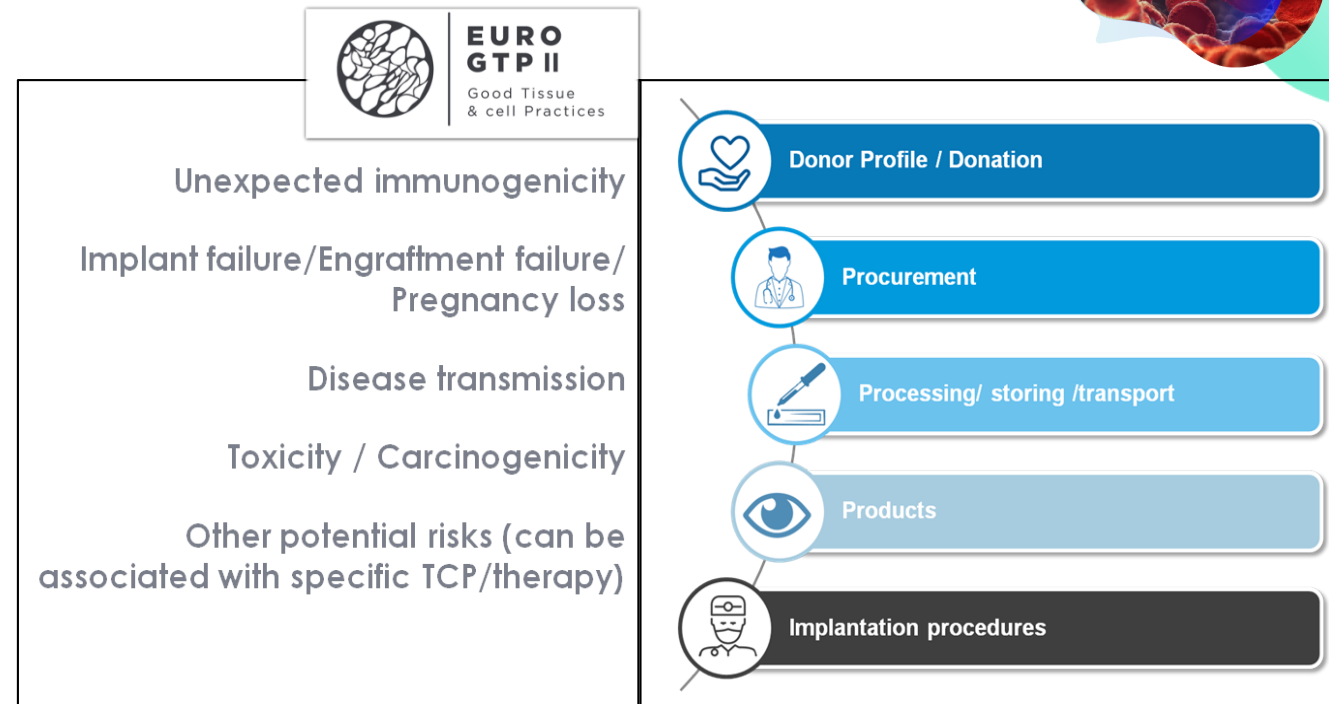 EURO
GTP II
Good Tissue
& cell Practices
Unexpected immunogenicity
Implant failure/Engraftment failure/
Pregnancy loss
Disease transmission
Toxicity / Carcinogenicity
Other potential risks (can be
associated with specific TCP/therapy)
Donor Profile / Donation
Procurement
Processing/ storing /transport
Products
Implantation procedures